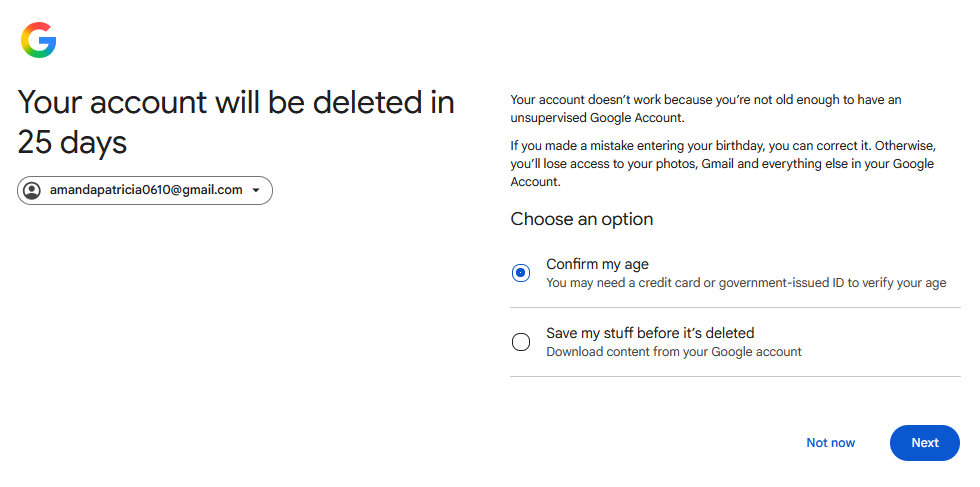 Your account will be deleted in
25 days
amandapatricia0610@gmail.com
Your account doesn't work because you're not old enough to have an
unsupervised Google Account.
If you made a mistake entering your birthday, you can correct it. Otherwise,
you'll lose access to your photos, Gmail and everything else in your Google
Account.
Choose an option
Confirm my age
You may need a credit card or government-issued ID to verify your age
Save my stuff before it's deleted
Download content from your Google account
Not now
Next